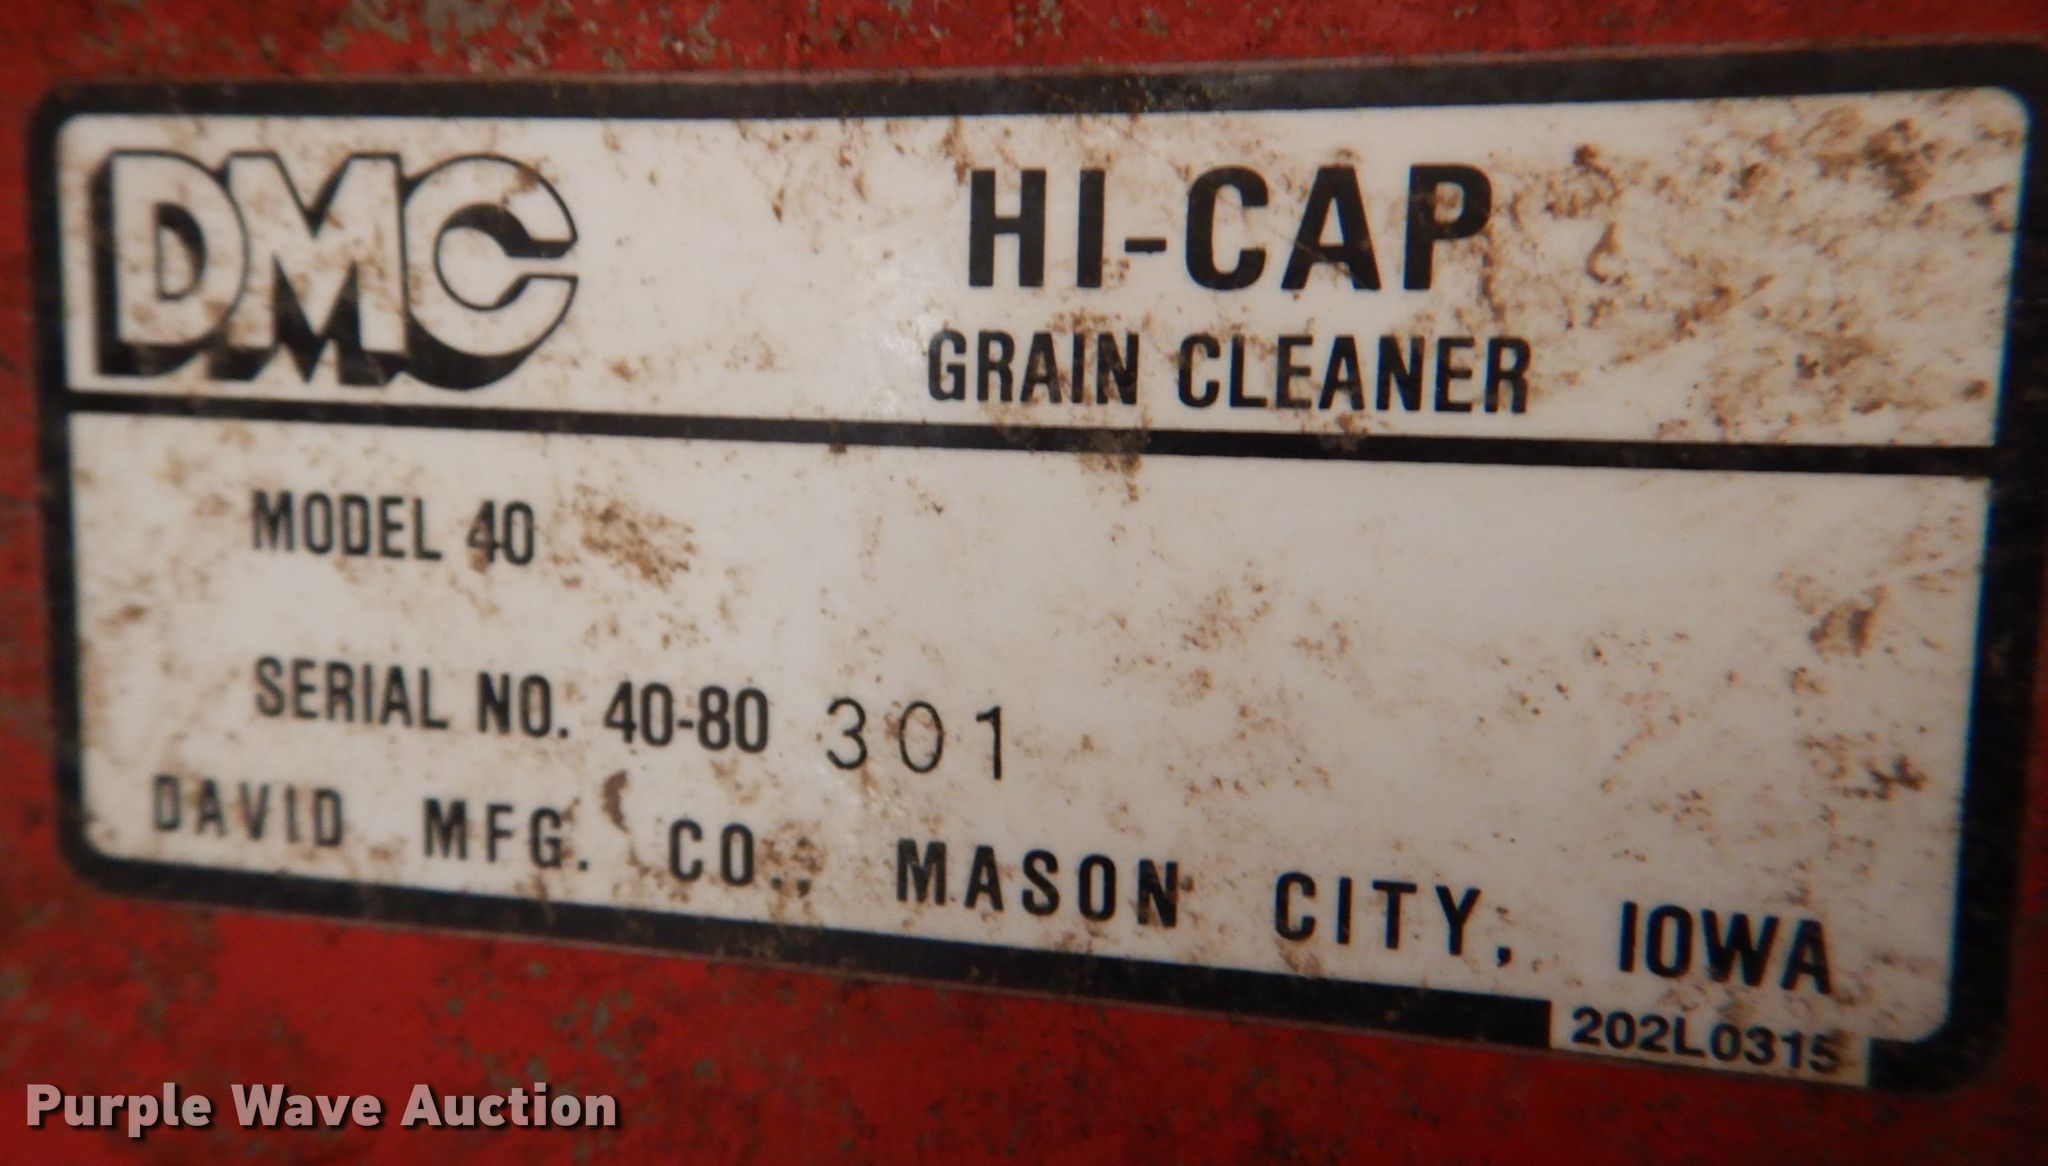 DMC
HI-CAP
GRAIN CLEANER
MODEL 40
SERIAL NO. 40-80 301
DAVID MFG. CO., MASON CITY, IOWA
202L0315
Purple Wave Auction